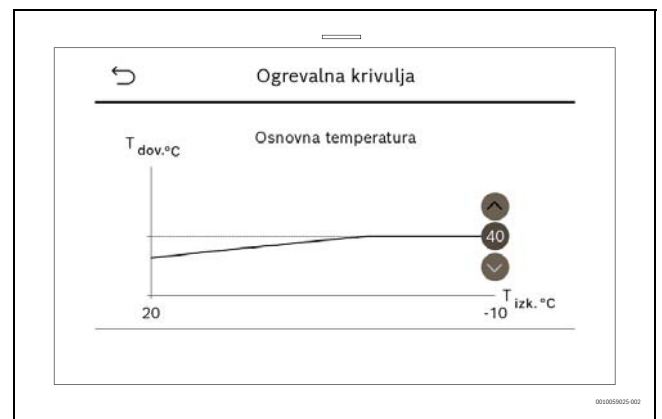 Ogrevalna krivulja
Osnovna temperatura
T dov.°C
40
T izk. °C
20
-10
0010059025-002